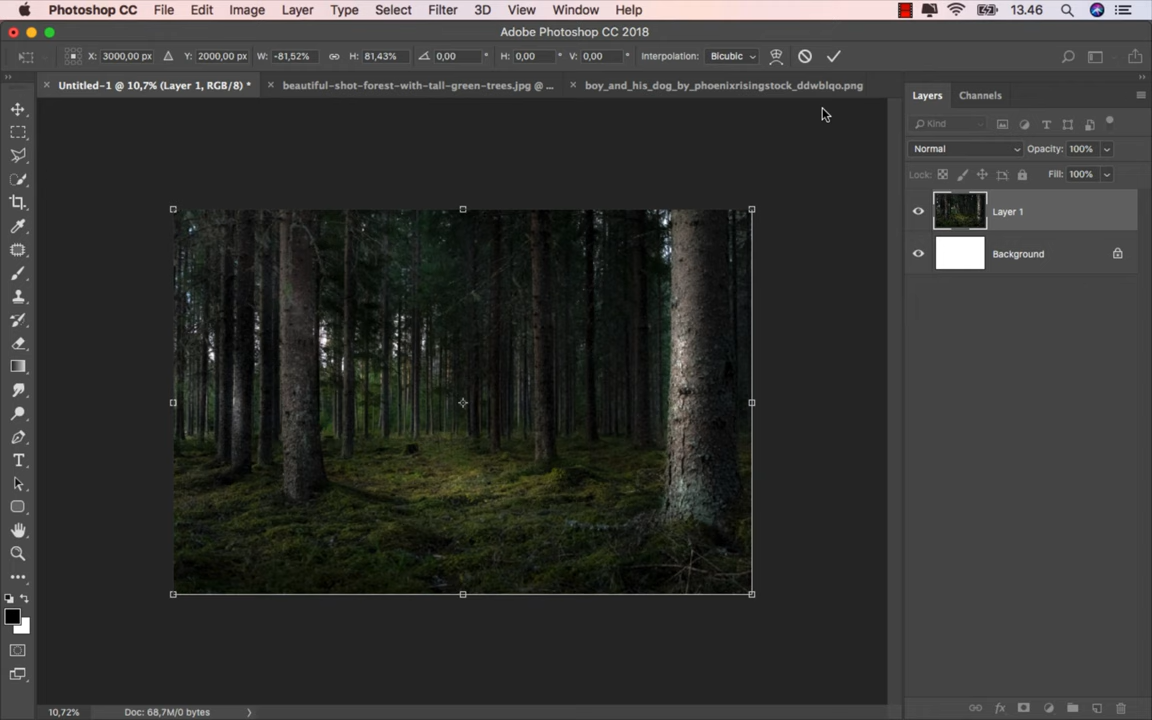 Photoshop CC File Edit Image Layer Type Select Filter 3D View Window Help 13.46
Adobe Photoshop CC 2018
X: 3000,00 px Y: 2000,00 px W: -81,52% H: 81,43% 0,00 ° H: 0,00 ° V: 0,00 ° Interpolation: Bicubic
Untitled-1 @ 10,7% (Layer 1, RGB/8) * beautiful-shot-forest-with-tall-green-trees.jpg @ ... boy_and_his_dog_by_phoenixrisingstock_ddwblqo.png
Layers Channels
Kind
Normal Opacity: 100%
Lock: Fill: 100%
Layer 1
Background
10,72% Doc: 68,7M/0 bytes